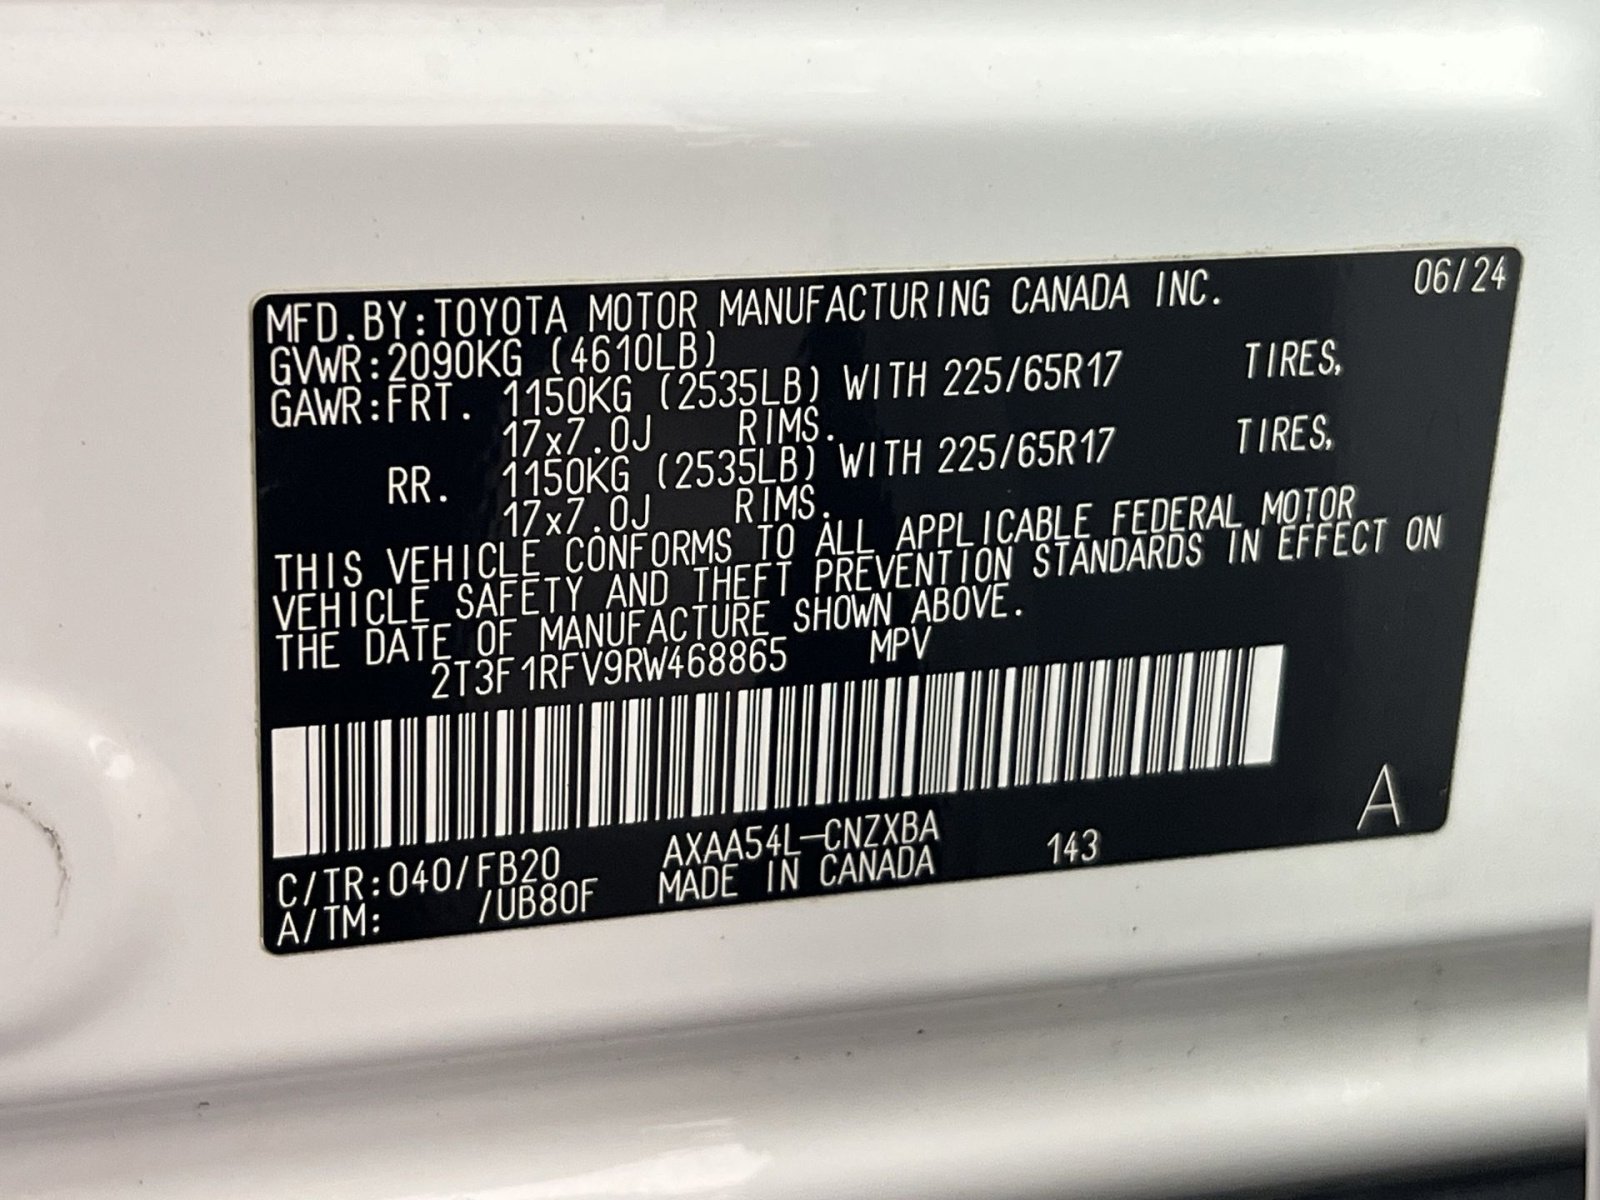 MFD.BY:TOYOTA MOTOR MANUFACTURING CANADA INC. 06/24
GVWR:2090KG (4610LB)
GAWR:FRT. 1150KG (2535LB) WITH 225/65R17 TIRES,
17x7.0J RIMS.
RR. 1150KG (2535LB) WITH 225/65R17 TIRES,
17x7.0J RIMS.
THIS VEHICLE CONFORMS TO ALL APPLICABLE FEDERAL MOTOR
VEHICLE SAFETY AND THEFT PREVENTION STANDARDS IN EFFECT ON
THE DATE OF MANUFACTURE SHOWN ABOVE.
2T3F1RFV9RW468865 MPV
C/TR:040/FB20 AXAA54L-CNZXBA 143 A
A/TM: /UB80F MADE IN CANADA